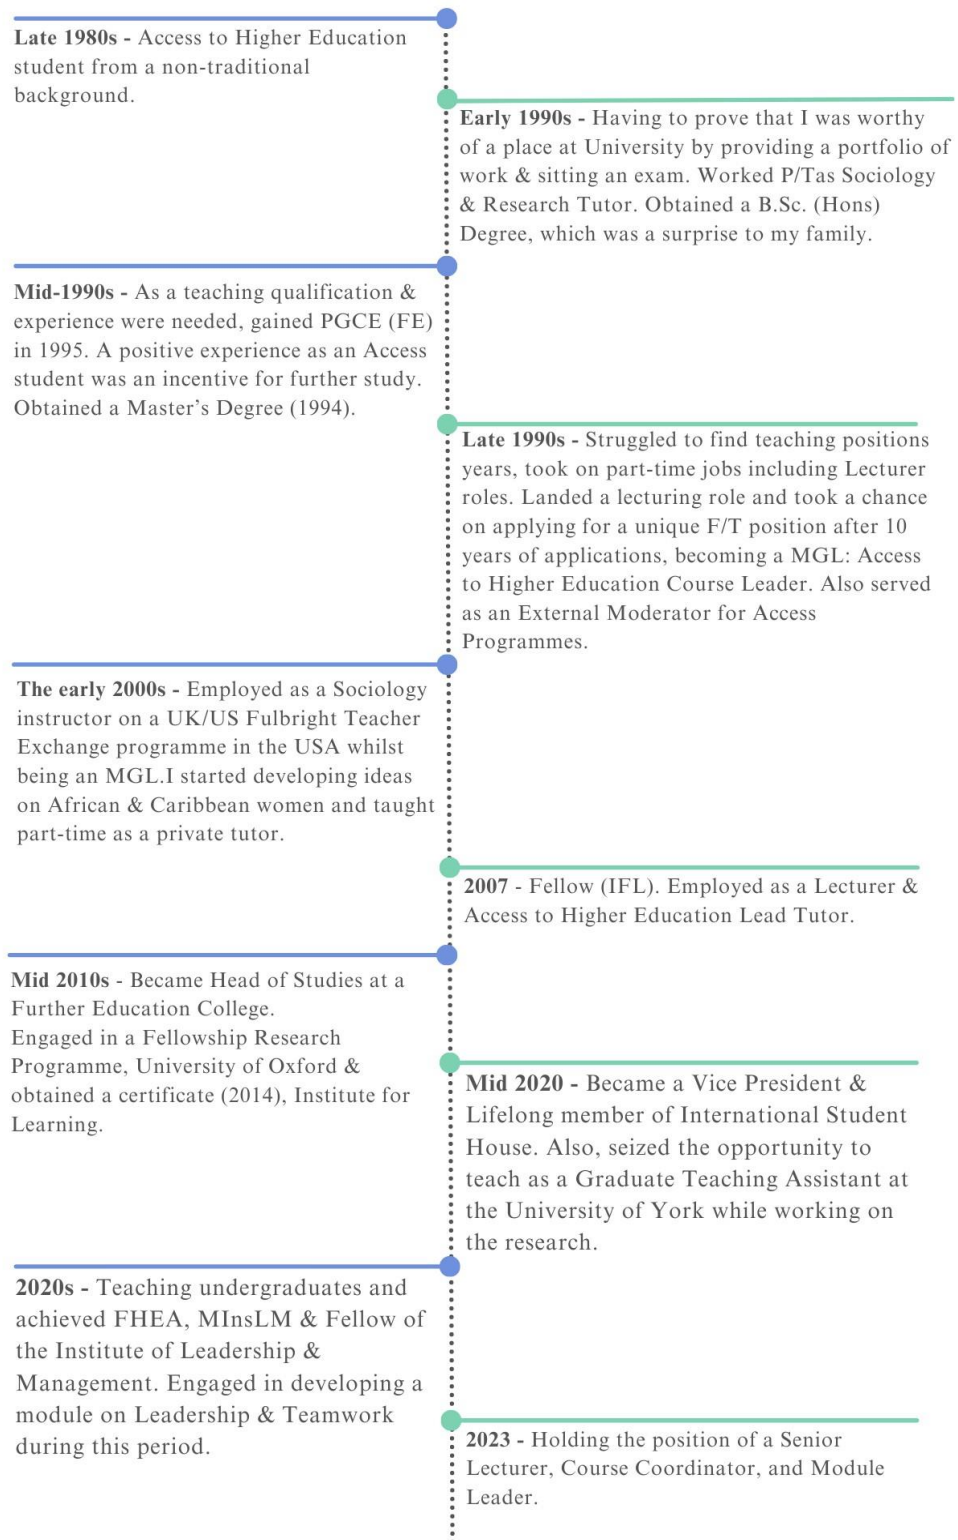 Late 1980s - Access to Higher Education
student from a non-traditional
background.
Early 1990s - Having to prove that I was worthy
of a place at University by providing a portfolio of
work & sitting an exam. Worked P/Tas Sociology
& Research Tutor. Obtained a B.Sc. (Hons)
Degree, which was a surprise to my family.
Mid-1990s - As a teaching qualification &
experience were needed, gained PGCE (FE)
in 1995. A positive experience as an Access
student was an incentive for further study.
Obtained a Master's Degree (1994).
Late 1990s - Struggled to find teaching positions
years, took on part-time jobs including Lecturer
roles. Landed a lecturing role and took a chance
on applying for a unique F/T position after 10
years of applications, becoming a MGL: Access
to Higher Education Course Leader. Also served
as an External Moderator for Access
Programmes.
The early 2000s - Employed as a Sociology
instructor on a UK/US Fulbright Teacher
Exchange programme in the USA whilst
being an MGL.I started developing ideas
on African & Caribbean women and taught
part-time as a private tutor.
2007 - Fellow (IFL). Employed as a Lecturer &
Access to Higher Education Lead Tutor.
Mid 2010s - Became Head of Studies at a
Further Education College.
Engaged in a Fellowship Research
Programme, University of Oxford &
obtained a certificate (2014), Institute for
Learning.
Mid 2020 - Became a Vice President &
Lifelong member of International Student
House. Also, seized the opportunity to
teach as a Graduate Teaching Assistant at
the University of York while working on
the research.
2020s - Teaching undergraduates and
achieved FHEA, MInsLM & Fellow of
the Institute of Leadership &
Management. Engaged in developing a
module on Leadership & Teamwork
during this period.
2023 - Holding the position of a Senior
Lecturer, Course Coordinator, and Module
Leader.